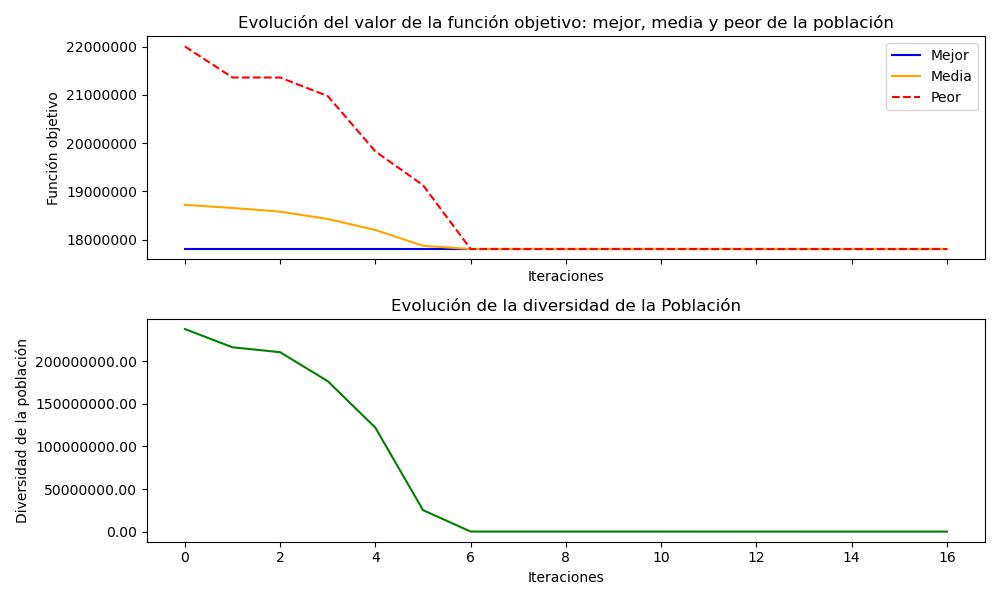 Evolución del valor de la función objetivo: mejor, media y peor de la población
22000000
21000000
20000000
19000000
18000000
Función objetivo
Mejor
Media
Peor
Iteraciones
Evolución de la diversidad de la Población
200000000.00
150000000.00
100000000.00
50000000.00
0.00
Diversidad de la población
0 2 4 6 8 10 12 14 16
Iteraciones